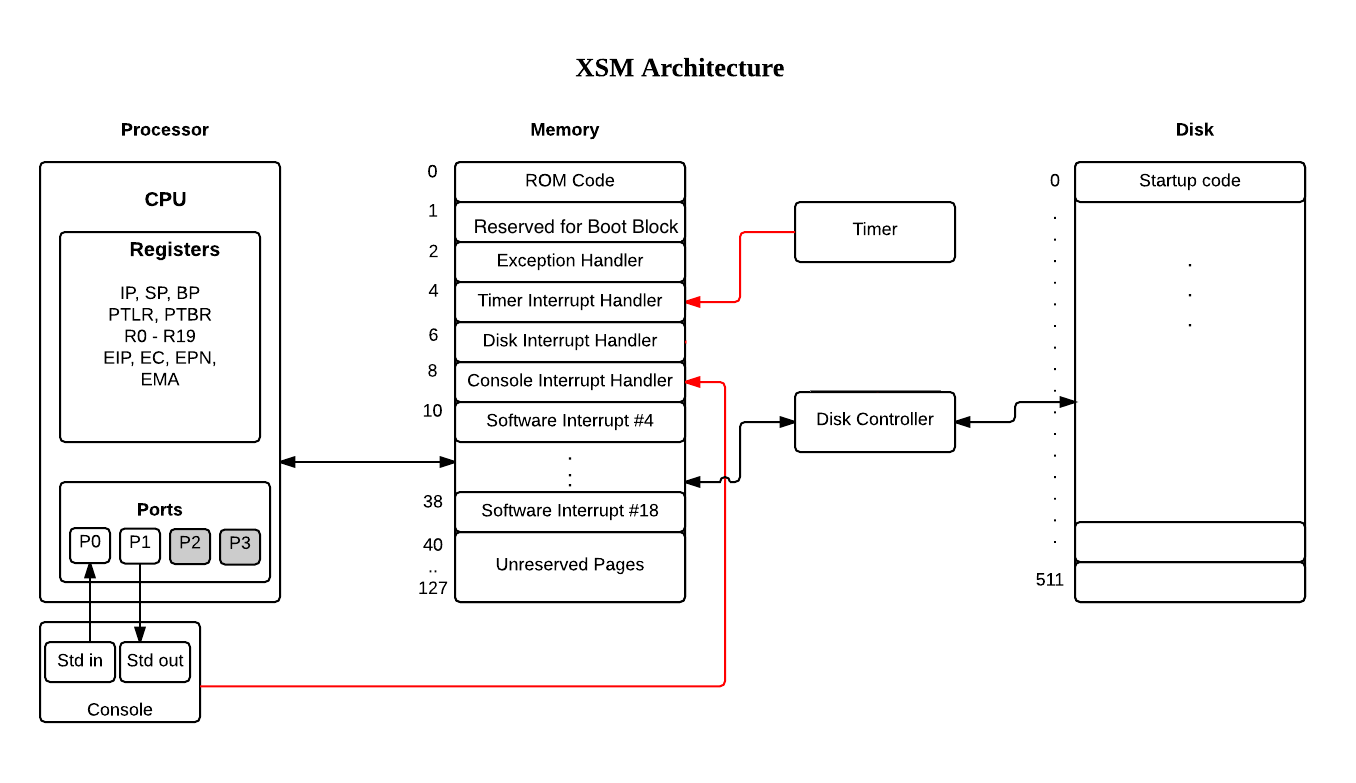 XSM Architecture
Processor
Memory
Disk
CPU
Registers
IP, SP, BP
PTLR, PTBR
R0 - R19
EIP, EC, EPN,
EMA
Ports
P0
P1
P2
P3
Std in
Std out
Console
0
ROM Code
1
Reserved for Boot Block
2
Exception Handler
4
Timer Interrupt Handler
6
Disk Interrupt Handler
8
Console Interrupt Handler
10
Software Interrupt #4
38
Software Interrupt #18
40
..
127
Unreserved Pages
Timer
Disk Controller
0
Startup code
511